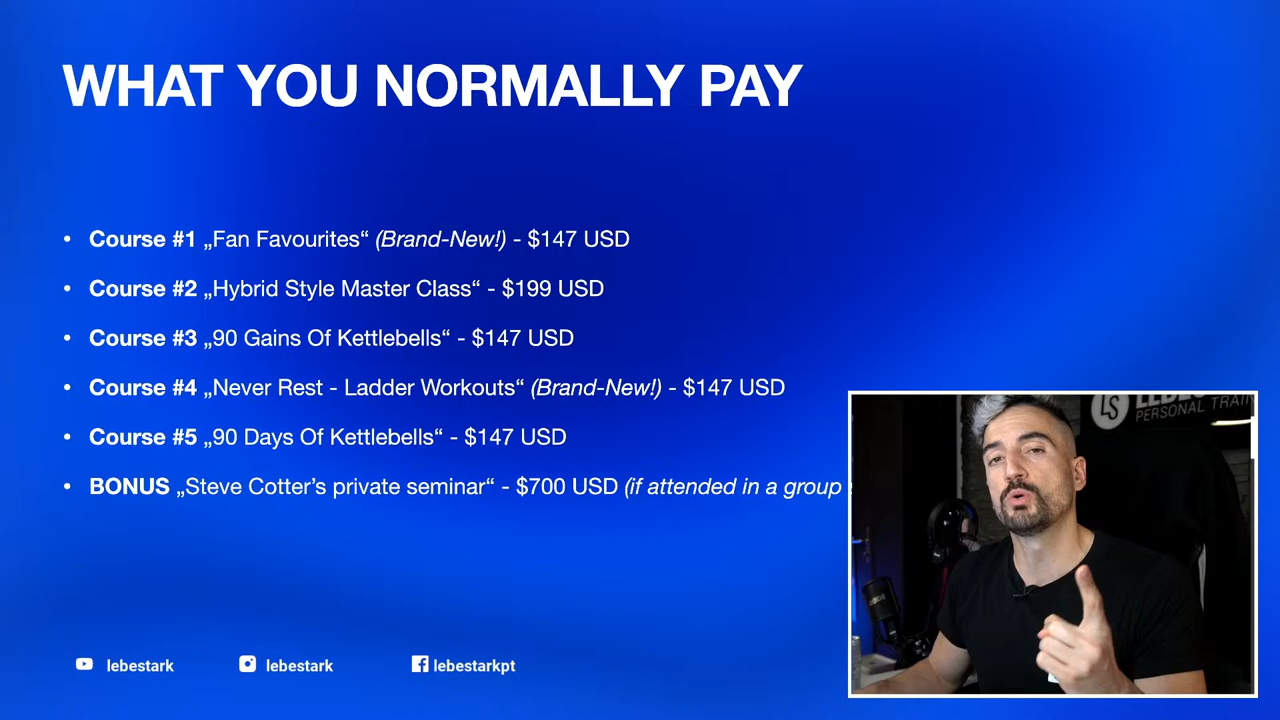 WHAT YOU NORMALLY PAY
• Course #1 „Fan Favourites“ (Brand-New!) - $147 USD
• Course #2 „Hybrid Style Master Class“ - $199 USD
• Course #3 „90 Gains Of Kettlebells“ - $147 USD
• Course #4 „Never Rest - Ladder Workouts“ (Brand-New!) - $147 USD
• Course #5 „90 Days Of Kettlebells“ - $147 USD
• BONUS „Steve Cotter’s private seminar“ - $700 USD (if attended in a group
LS
PERSONAL
RODE
lebestark lebestark lebestarkpt